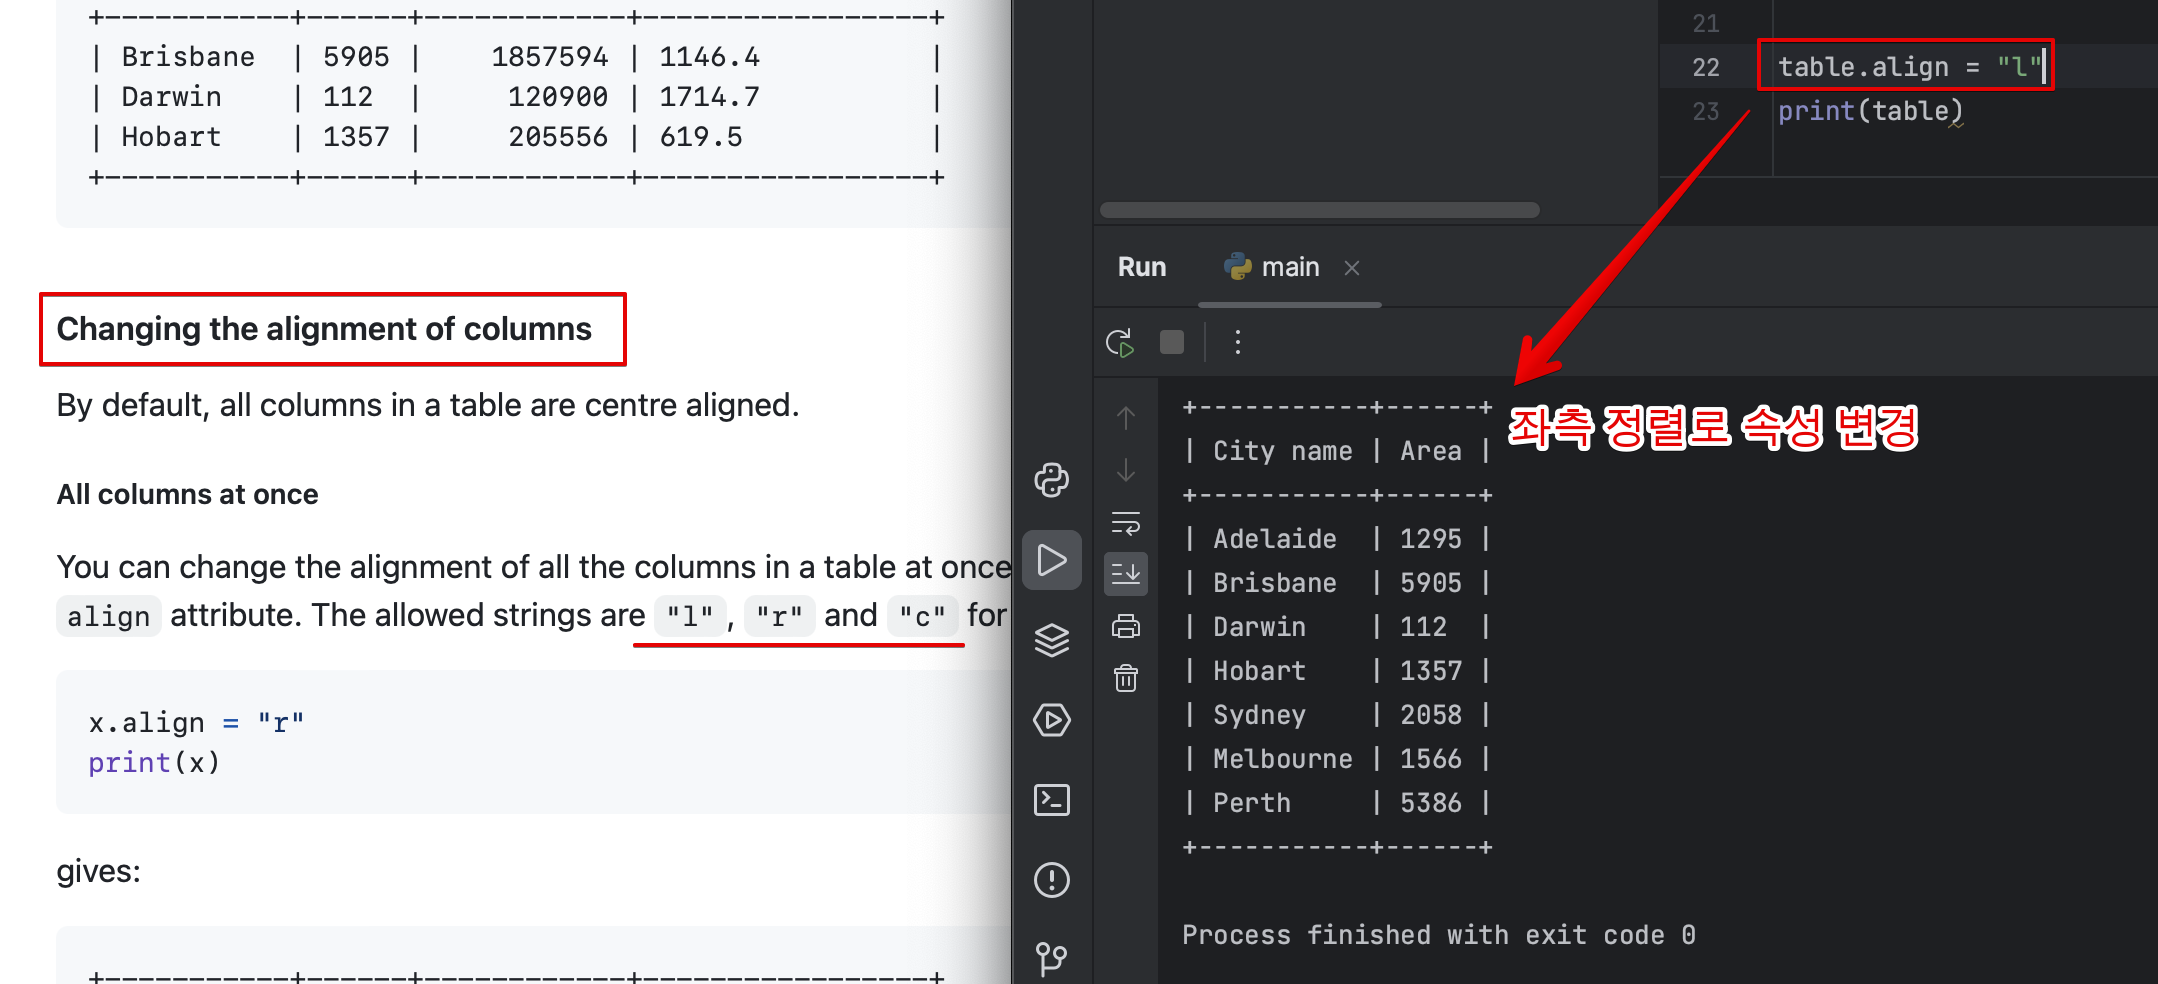 +-----------+------+------------+-----------------+
| Brisbane  | 5905 |    1857594 | 1146.4          |
| Darwin    | 112  |     120900 | 1714.7          |
| Hobart    | 1357 |     205556 | 619.5           |
+-----------+------+------------+-----------------+
Changing the alignment of columns
By default, all columns in a table are centre aligned.
All columns at once
You can change the alignment of all the columns in a table at once
align attribute. The allowed strings are "l", "r" and "c" for
x.align = "r"
print(x)
gives:
+-----------+------+------------+-----------------+
21
22 table.align = "l"
23 print(table)
Run main
+-----------+------+
| City name | Area |
+-----------+------+
| Adelaide  | 1295 |
| Brisbane  | 5905 |
| Darwin    | 112  |
| Hobart    | 1357 |
| Sydney    | 2058 |
| Melbourne | 1566 |
| Perth     | 5386 |
+-----------+------+
좌측 정렬로 속성 변경
Process finished with exit code 0